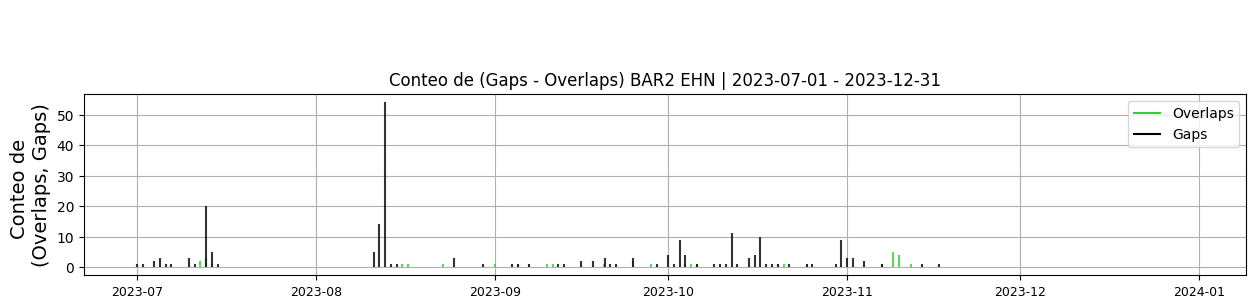 Conteo de (Gaps - Overlaps) BAR2 EHN | 2023-07-01 - 2023-12-31
Conteo de
(Overlaps, Gaps)
50
40
30
20
10
0
Overlaps
Gaps
2023-07
2023-08
2023-09
2023-10
2023-11
2023-12
2024-01